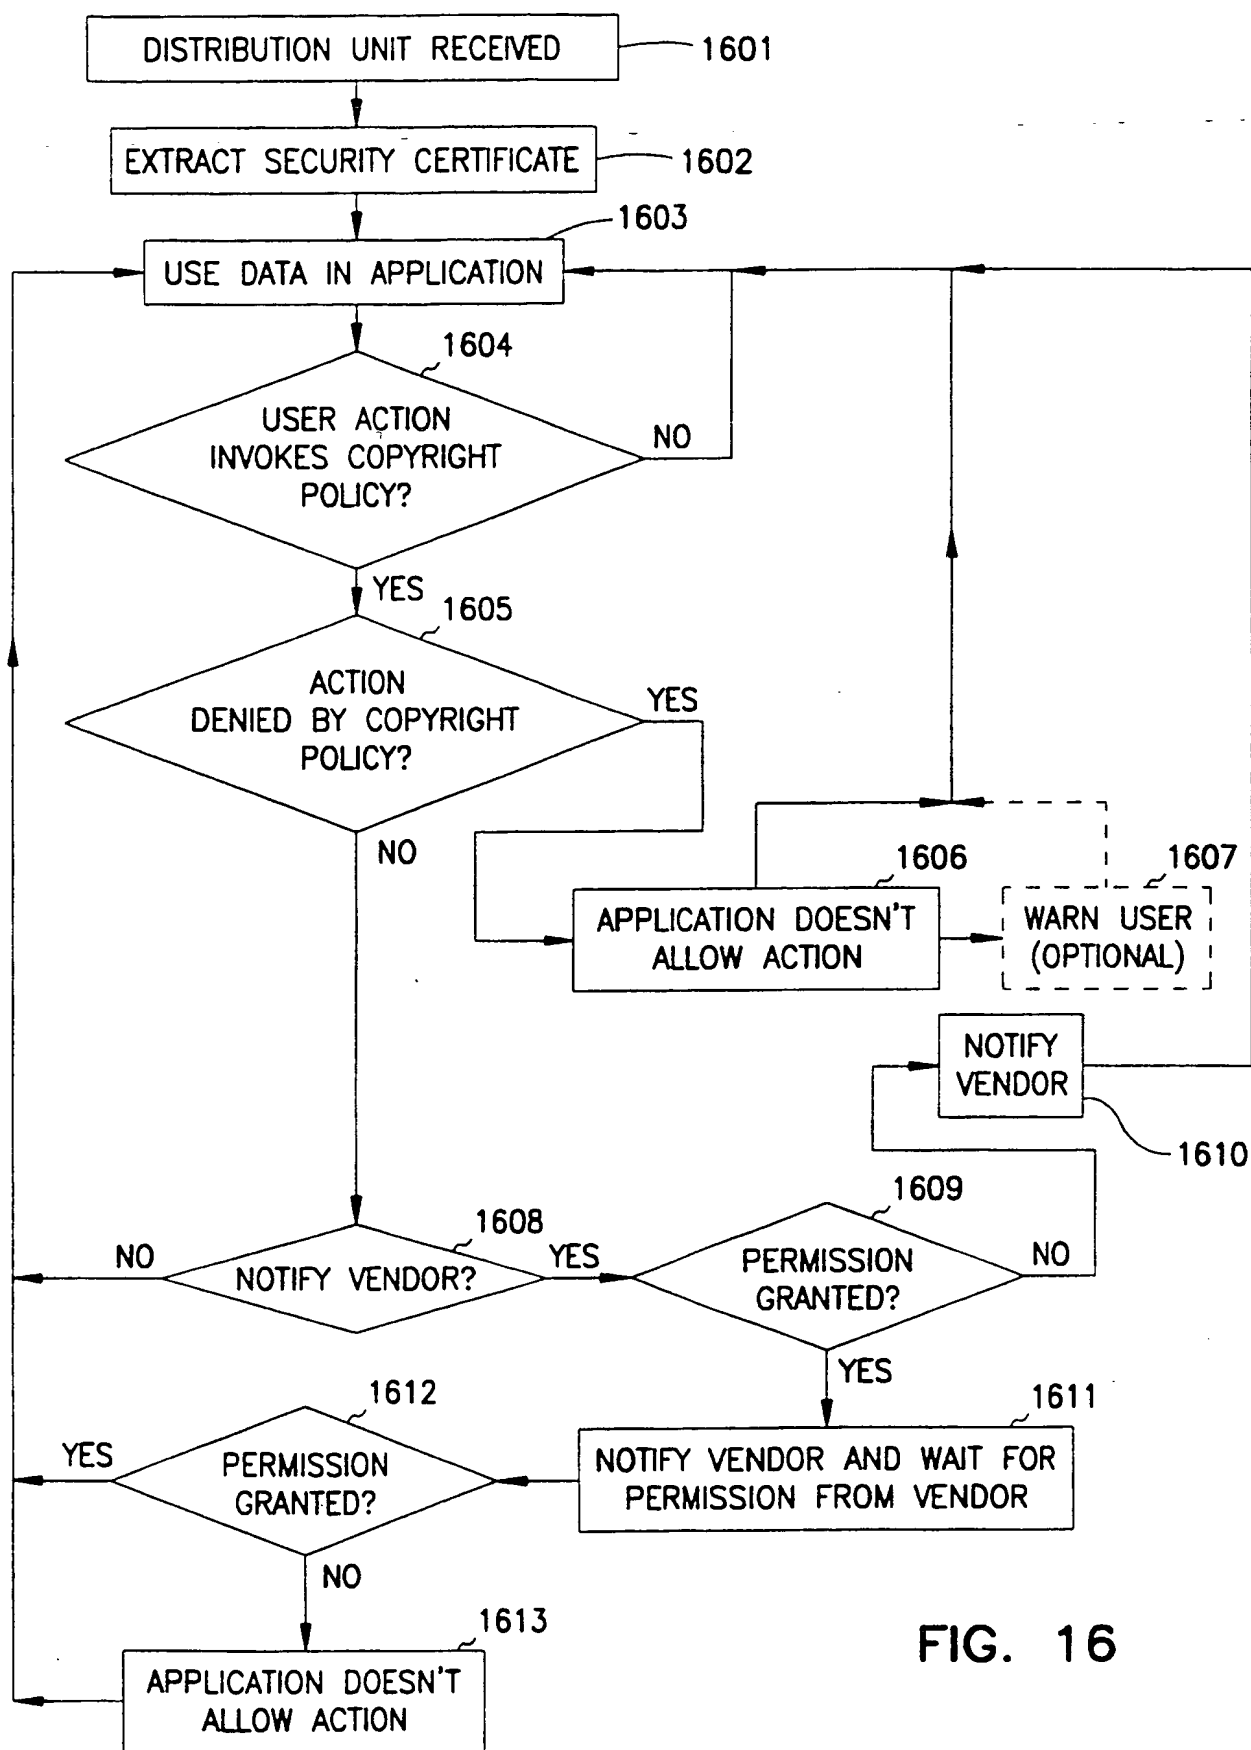 DISTRIBUTION UNIT RECEIVED
1601
EXTRACT SECURITY CERTIFICATE
1602
1603
USE DATA IN APPLICATION
1604
USER ACTION
INVOKES COPYRIGHT
POLICY?
NO
YES
1605
ACTION
DENIED BY COPYRIGHT
POLICY?
YES
NO
1606
1607
APPLICATION DOESN'T
ALLOW ACTION
WARN USER
(OPTIONAL)
NOTIFY
VENDOR
1610
1608
NO
NOTIFY VENDOR?
YES
1609
PERMISSION
GRANTED?
NO
YES
1612
YES
PERMISSION
GRANTED?
NO
1611
NOTIFY VENDOR AND WAIT FOR
PERMISSION FROM VENDOR
1613
APPLICATION DOESN'T
ALLOW ACTION
FIG. 16